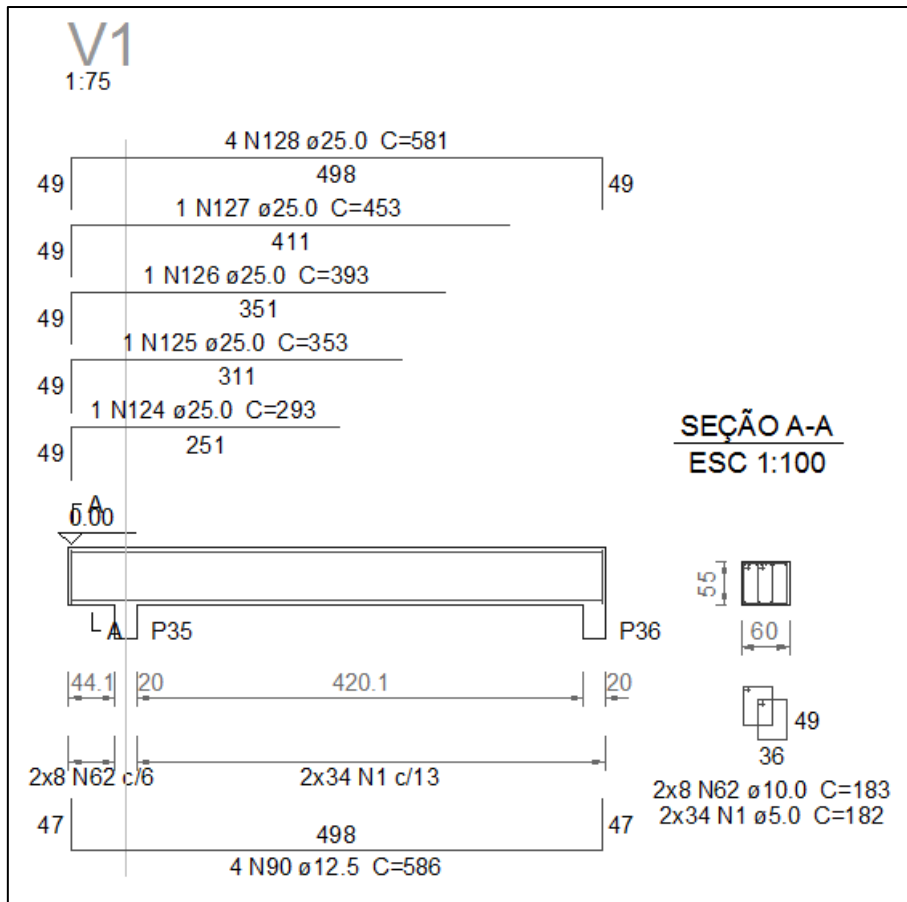 V1
1:75
4 N128 ø25.0 C=581
49 498 49
1 N127 ø25.0 C=453
49 411
1 N126 ø25.0 C=393
49 351
1 N125 ø25.0 C=353
49 311
1 N124 ø25.0 C=293
49 251
SEÇÃO A-A
ESC 1:100
A
0.00
55
A P35 P36
60
44.1 20 420.1 20
49
36
2x8 N62 c/6 2x34 N1 c/13
2x8 N62 ø10.0 C=183
2x34 N1 ø5.0 C=182
47 498 47
4 N90 ø12.5 C=586